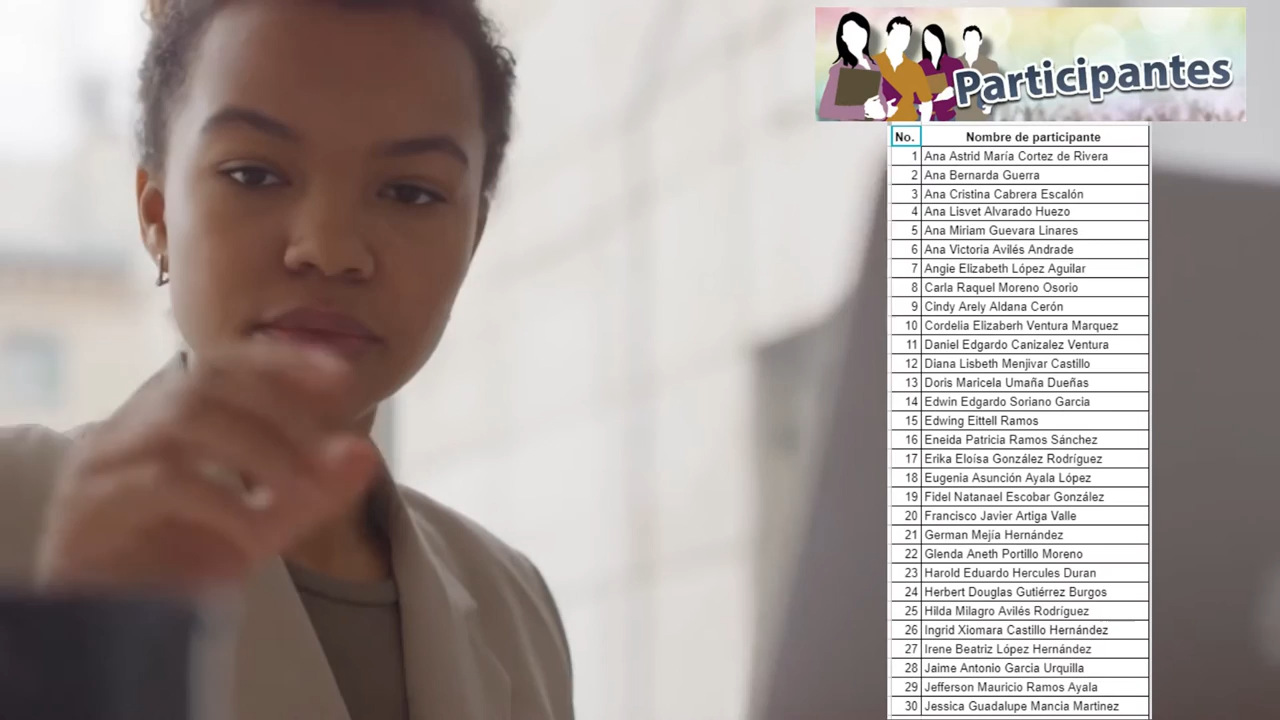 Participantes
No. Nombre de participante
1 Ana Astrid María Cortez de Rivera
2 Ana Bernarda Guerra
3 Ana Cristina Cabrera Escalón
4 Ana Lisvet Alvarado Huezo
5 Ana Miriam Guevara Linares
6 Ana Victoria Avilés Andrade
7 Angie Elizabeth López Aguilar
8 Carla Raquel Moreno Osorio
9 Cindy Arely Aldana Cerón
10 Cordelia Elizaberh Ventura Marquez
11 Daniel Edgardo Canizalez Ventura
12 Diana Lisbeth Menjivar Castillo
13 Doris Maricela Umaña Dueñas
14 Edwin Edgardo Soriano Garcia
15 Edwing Eittell Ramos
16 Eneida Patricia Ramos Sánchez
17 Erika Eloísa González Rodríguez
18 Eugenia Asunción Ayala López
19 Fidel Natanael Escobar González
20 Francisco Javier Artiga Valle
21 German Mejía Hernández
22 Glenda Aneth Portillo Moreno
23 Harold Eduardo Hercules Duran
24 Herbert Douglas Gutiérrez Burgos
25 Hilda Milagro Avilés Rodríguez
26 Ingrid Xiomara Castillo Hernández
27 Irene Beatriz López Hernández
28 Jaime Antonio Garcia Urquilla
29 Jefferson Mauricio Ramos Ayala
30 Jessica Guadalupe Mancia Martinez